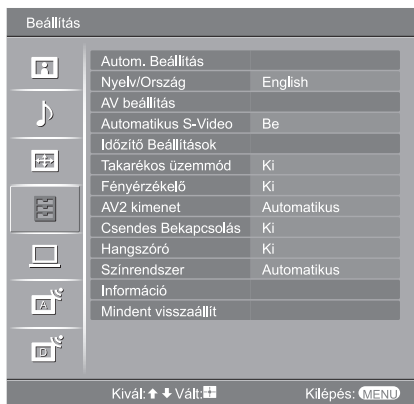 Beállítás
Autom. Beállítás
Nyelv/Ország English
AV beállítás
Automatikus S-Video Be
Időzítő Beállítások
Takarékos üzemmód Ki
Fényérzékelő Ki
AV2 kimenet Automatikus
Csendes Bekapcsolás Ki
Hangszóró Ki
Színrendszer Automatikus
Információ
Mindent visszaállít
A
D
Kivál: Vált: Kilépés: MENU